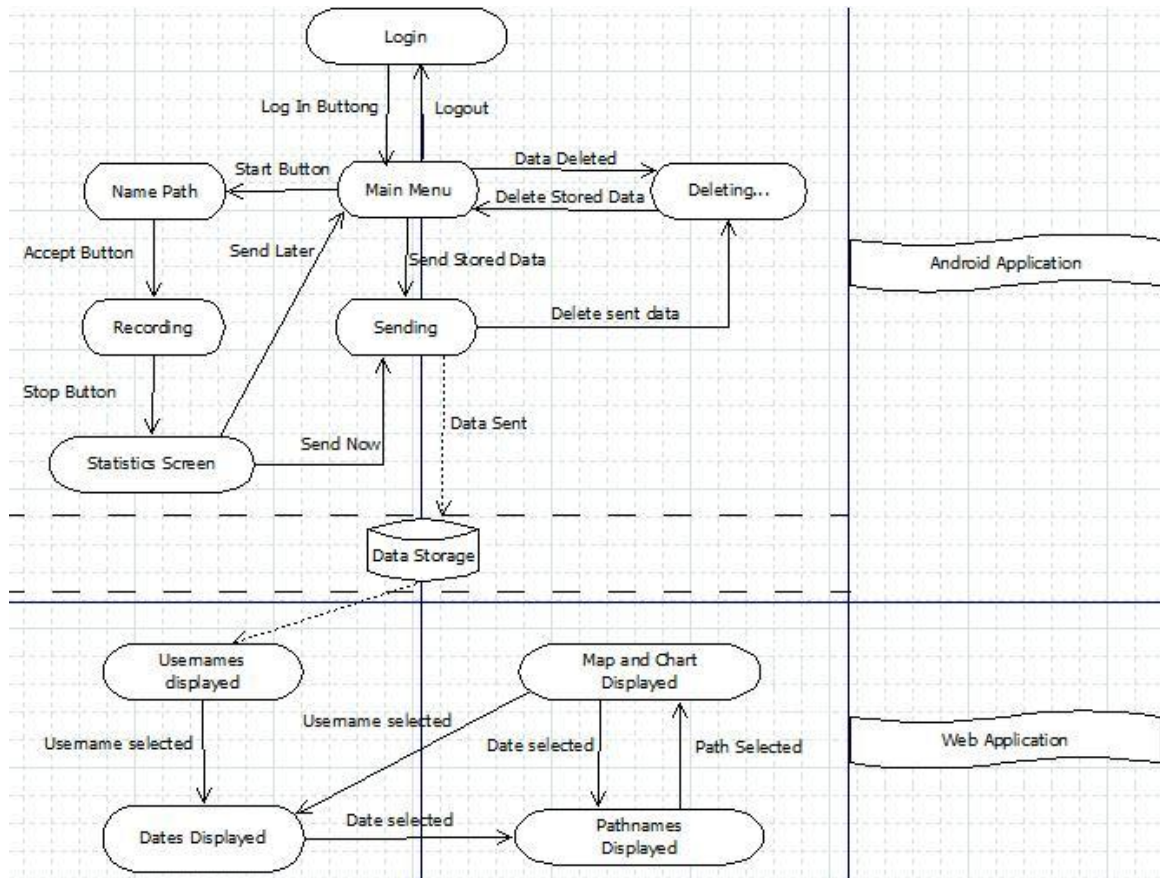 Login
Log In Buttong
Logout
Start Button
Data Deleted
Name Path
Main Menu
Deleting...
Delete Stored Data
Accept Button
Send Later
Send Stored Data
Android Application
Recording
Sending
Delete sent data
Stop Button
Data Sent
Send Now
Statistics Screen
Data Storage
Usernames
displayed
Map and Chart
Displayed
Username selected
Username selected
Date selected
Path Selected
Web Application
Date selected
Dates Displayed
Pathnames
Displayed